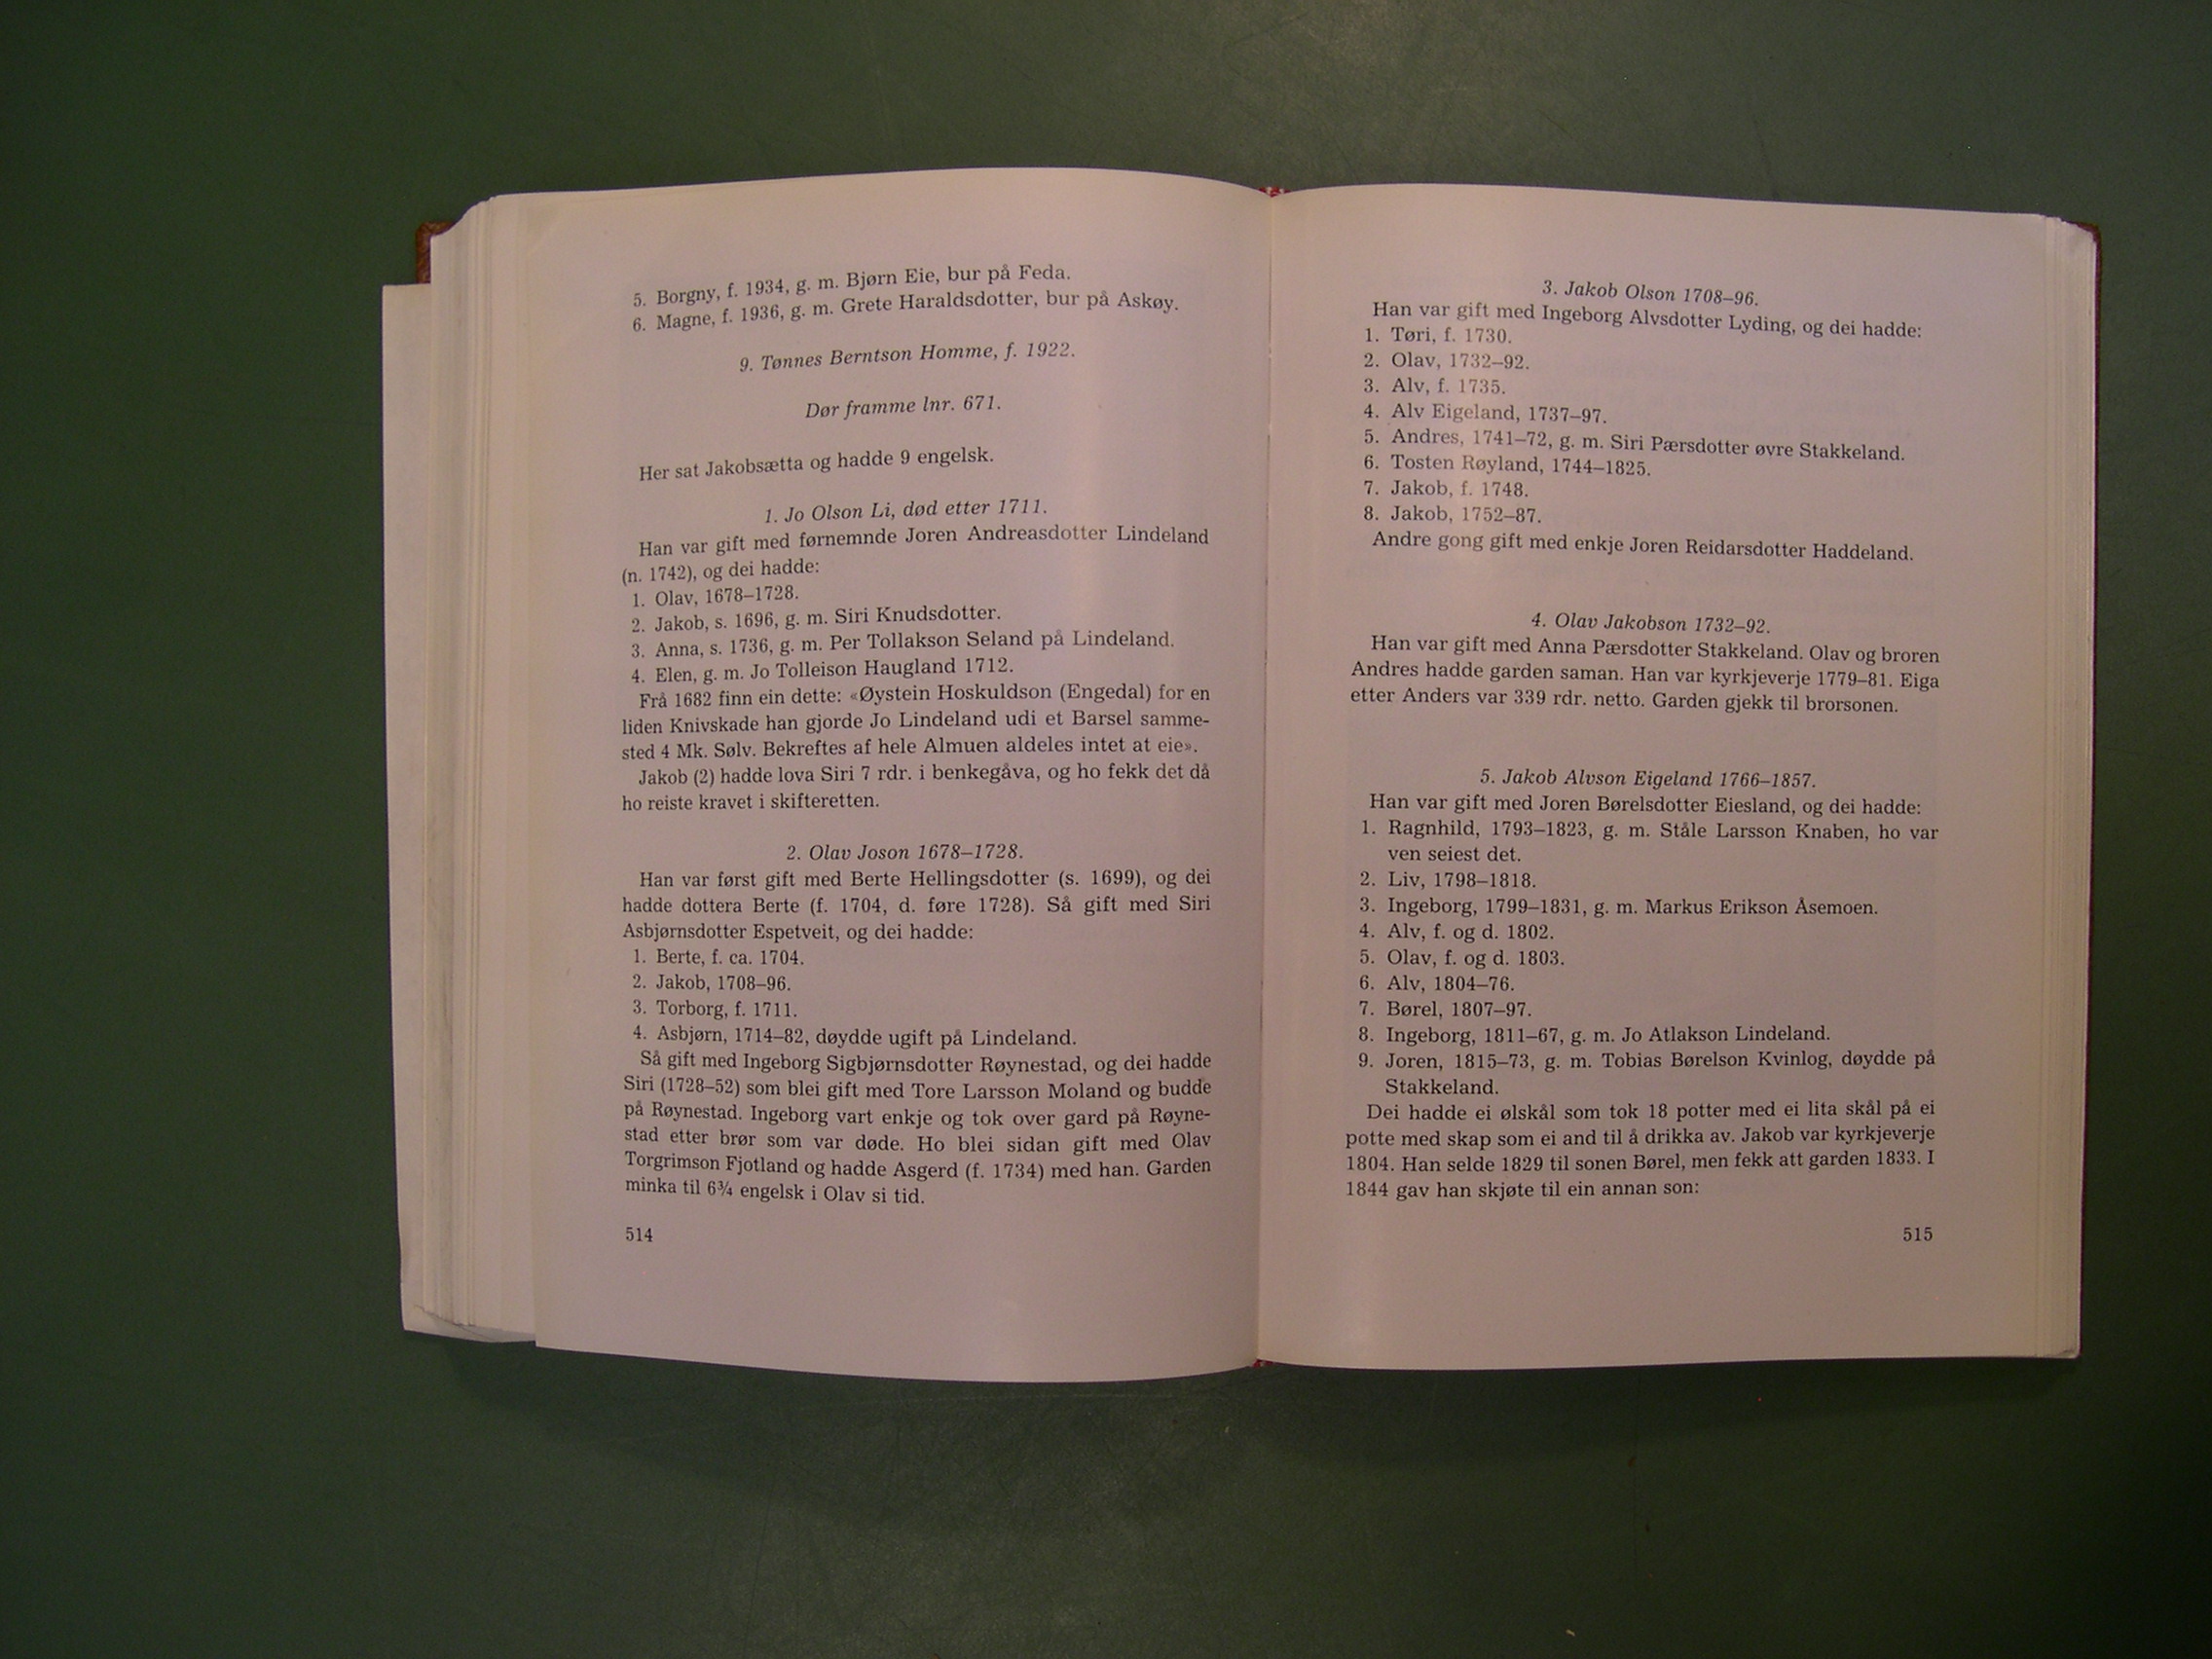 5. Borgny, f. 1934, g. m. Bjørn Eie, bur på Feda.
6. Magne, f. 1936, g. m. Grete Haraldsdotter, bur på Askøy.
9. Tønnes Berntson Homme, f. 1922.
Dør framme lnr. 671.
Her sat Jakobsætta og hadde 9 engelsk.
1. Jo Olson Li, død etter 1711.
Han var gift med førnemnde Joren Andreasdotter Lindeland
(n. 1742), og dei hadde:
1. Olav, 1678–1728.
2. Jakob, s. 1696, g. m. Siri Knudsdotter.
3. Anna, s. 1736, g. m. Per Tollakson Seland på Lindeland.
4. Elen, g. m. Jo Tolleison Haugland 1712.
Frå 1682 finn ein dette: «Øystein Hoskuldson (Engedal) for en
liden Knivskade han gjorde Jo Lindeland udi et Barsel samme-
sted 4 Mk. Sølv. Bekreftes af hele Almuen aldeles intet at eie».
Jakob (2) hadde lova Siri 7 rdr. i benkegåva, og ho fekk det då
ho reiste kravet i skifteretten.
2. Olav Joson 1678–1728.
Han var først gift med Berte Hellingsdotter (s. 1699), og dei
hadde dottera Berte (f. 1704, d. føre 1728). Så gift med Siri
Asbjørnsdotter Espetveit, og dei hadde:
1. Berte, f. ca. 1704.
2. Jakob, 1708–96.
3. Torborg, f. 1711.
4. Asbjørn, 1714–82, døydde ugift på Lindeland.
Så gift med Ingeborg Sigbjørnsdotter Røynestad, og dei hadde
Siri (1728–52) som blei gift med Tore Larsson Moland og budde
på Røynestad. Ingeborg vart enkje og tok over gard på Røyne-
stad etter brør som var døde. Ho blei sidan gift med Olav
Torgrimson Fjotland og hadde Asgerd (f. 1734) med han. Garden
minka til 6¾ engelsk i Olav si tid.
514
3. Jakob Olson 1708–96.
Han var gift med Ingeborg Alvsdotter Lyding, og dei hadde:
1. Tøri, f. 1730.
2. Olav, 1732–92.
3. Alv, f. 1735.
4. Alv Eigeland, 1737–97.
5. Andres, 1741–72, g. m. Siri Pærsdotter øvre Stakkeland.
6. Tosten Røyland, 1744–1825.
7. Jakob, f. 1748.
8. Jakob, 1752–87.
Andre gong gift med enkje Joren Reidarsdotter Haddeland.
4. Olav Jakobson 1732–92.
Han var gift med Anna Pærsdotter Stakkeland. Olav og broren
Andres hadde garden saman. Han var kyrkjeverje 1779–81. Eiga
etter Anders var 339 rdr. netto. Garden gjekk til brorsonen.
5. Jakob Alvson Eigeland 1766–1857.
Han var gift med Joren Børelsdotter Eiesland, og dei hadde:
1. Ragnhild, 1793–1823, g. m. Ståle Larsson Knaben, ho var
ven seiest det.
2. Liv, 1798–1818.
3. Ingeborg, 1799–1831, g. m. Markus Erikson Åsemoen.
4. Alv, f. og d. 1802.
5. Olav, f. og d. 1803.
6. Alv, 1804–76.
7. Børel, 1807–97.
8. Ingeborg, 1811–67, g. m. Jo Atlakson Lindeland.
9. Joren, 1815–73, g. m. Tobias Børelson Kvinlog, døydde på
Stakkeland.
Dei hadde ei ølskål som tok 18 potter med ei lita skål på ei
potte med skap som ei and til å drikka av. Jakob var kyrkjeverje
1804. Han selde 1829 til sonen Børel, men fekk att garden 1833. I
1844 gav han skjøte til ein annan son:
515